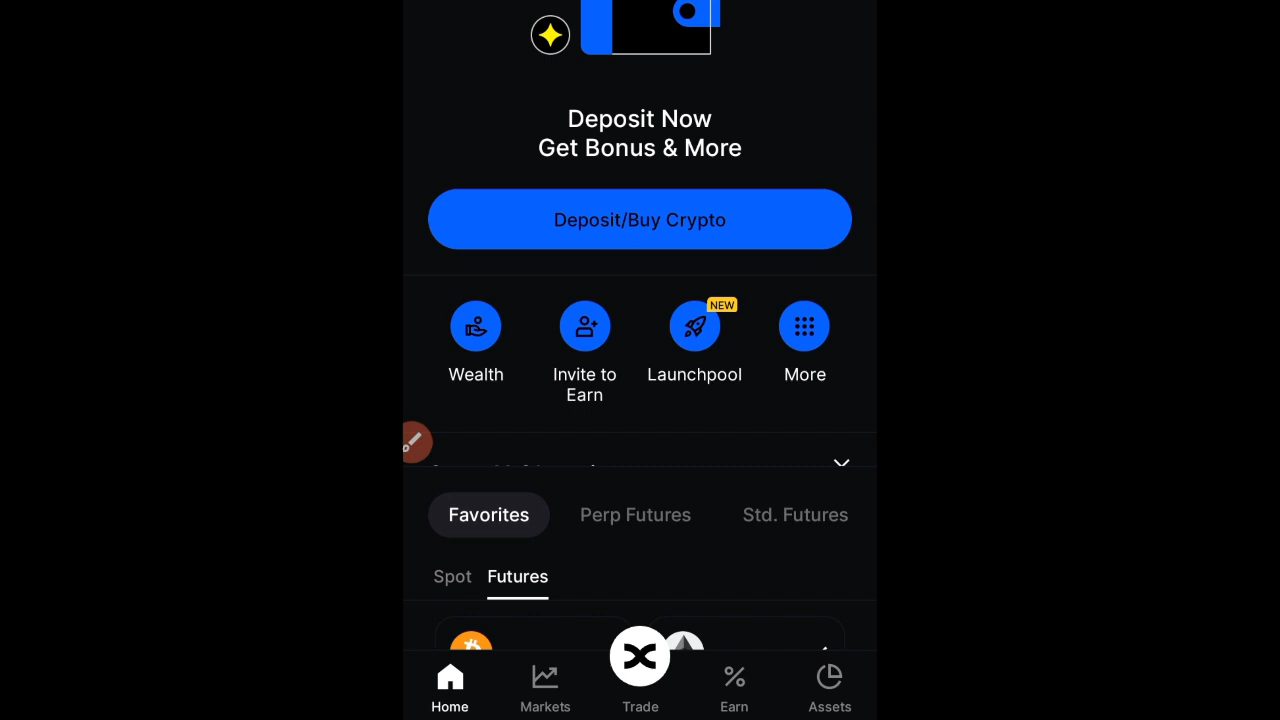 Deposit Now
Get Bonus & More
Deposit/Buy Crypto
NEW
Wealth
Invite to
Earn
Launchpool
More
Favorites
Perp Futures
Std. Futures
Spot
Futures
Home
Markets
Trade
Earn
Assets